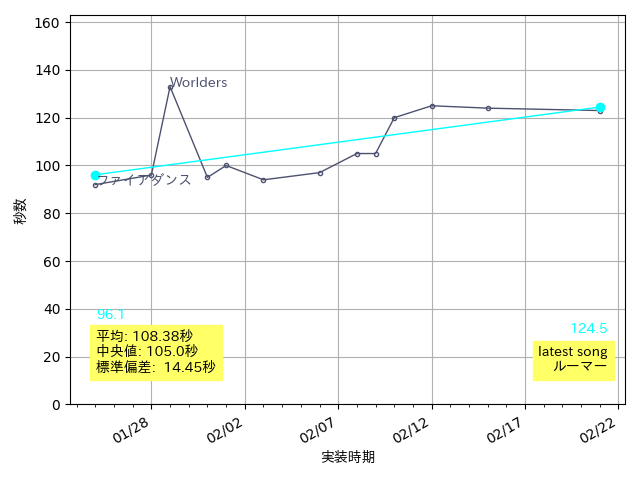 160
140
120
100
80
60
40
20
0
秒数
Worlders
ファイアダンス
96.1
平均: 108.38秒
中央値: 105.0秒
標準偏差: 14.45秒
124.5
latest song
ルーマー
01/28
02/02
02/07
02/12
02/17
02/22
実装時期